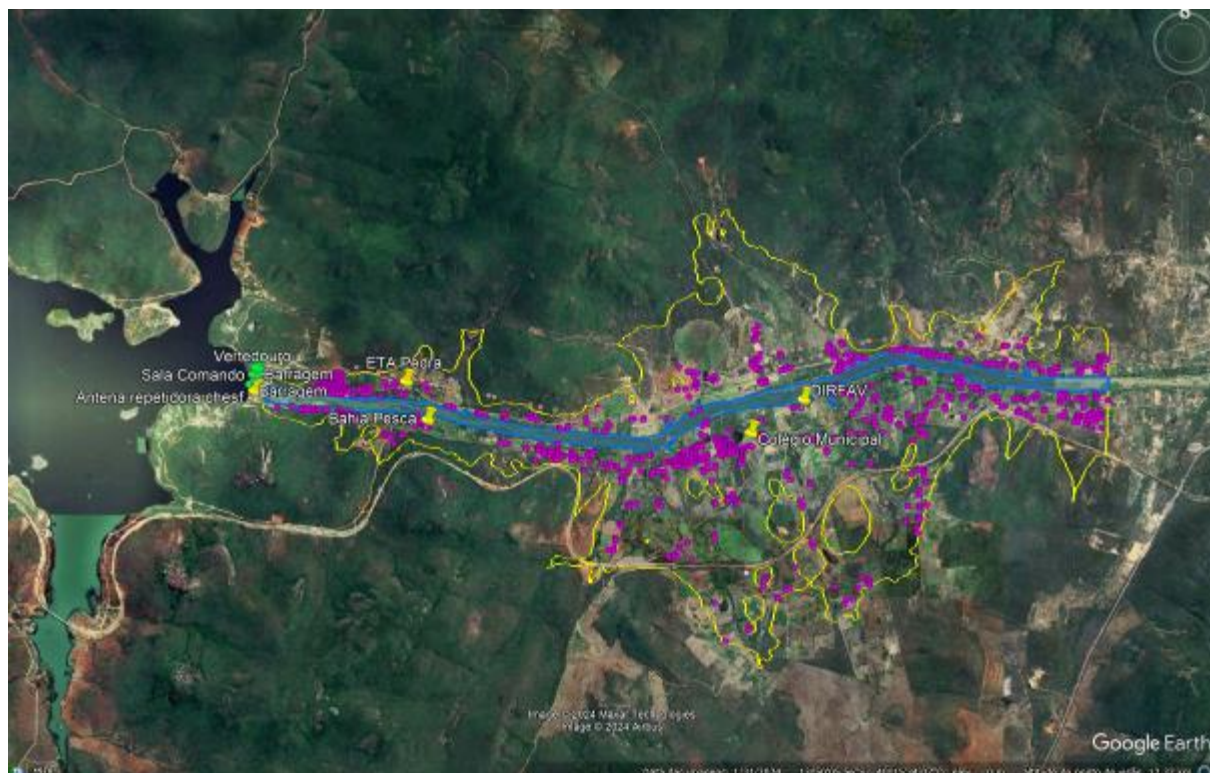 Vertedouro
ETA Pedra
Sala Comando
Barragem
Barragem
Antena repetidora chesf
Bahia Pesca
DIREAV
Colégio Municipal
Image © 2024 Maxar Technologies
Image © 2024 Airbus
Google Earth